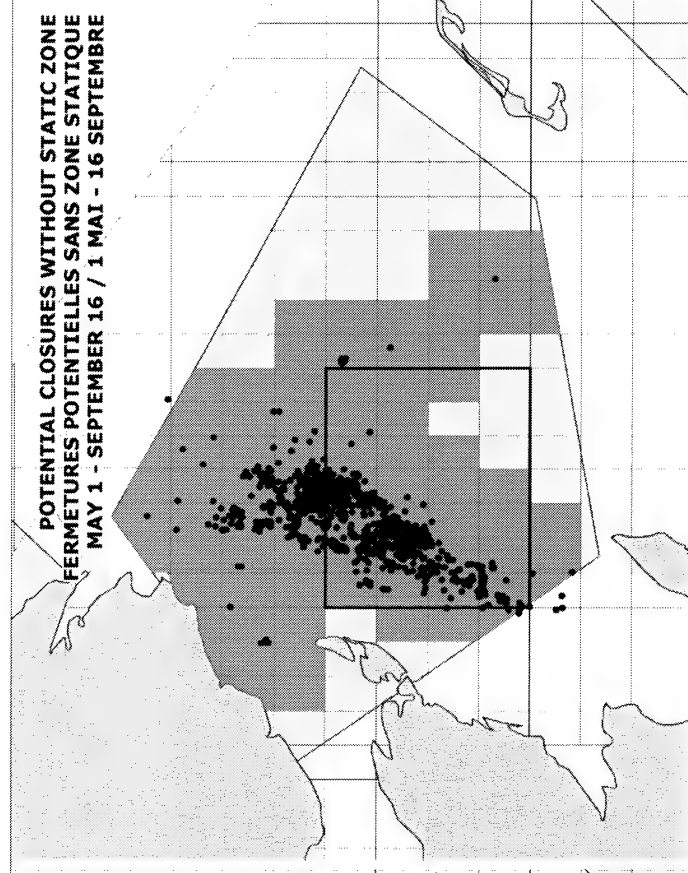 POTENTIAL CLOSURES WITHOUT STATIC ZONE
FERMETURES POTENTIELLES SANS ZONE STATIQUE
MAY 1 - SEPTEMBER 16 / 1 MAI - 16 SEPTEMBRE